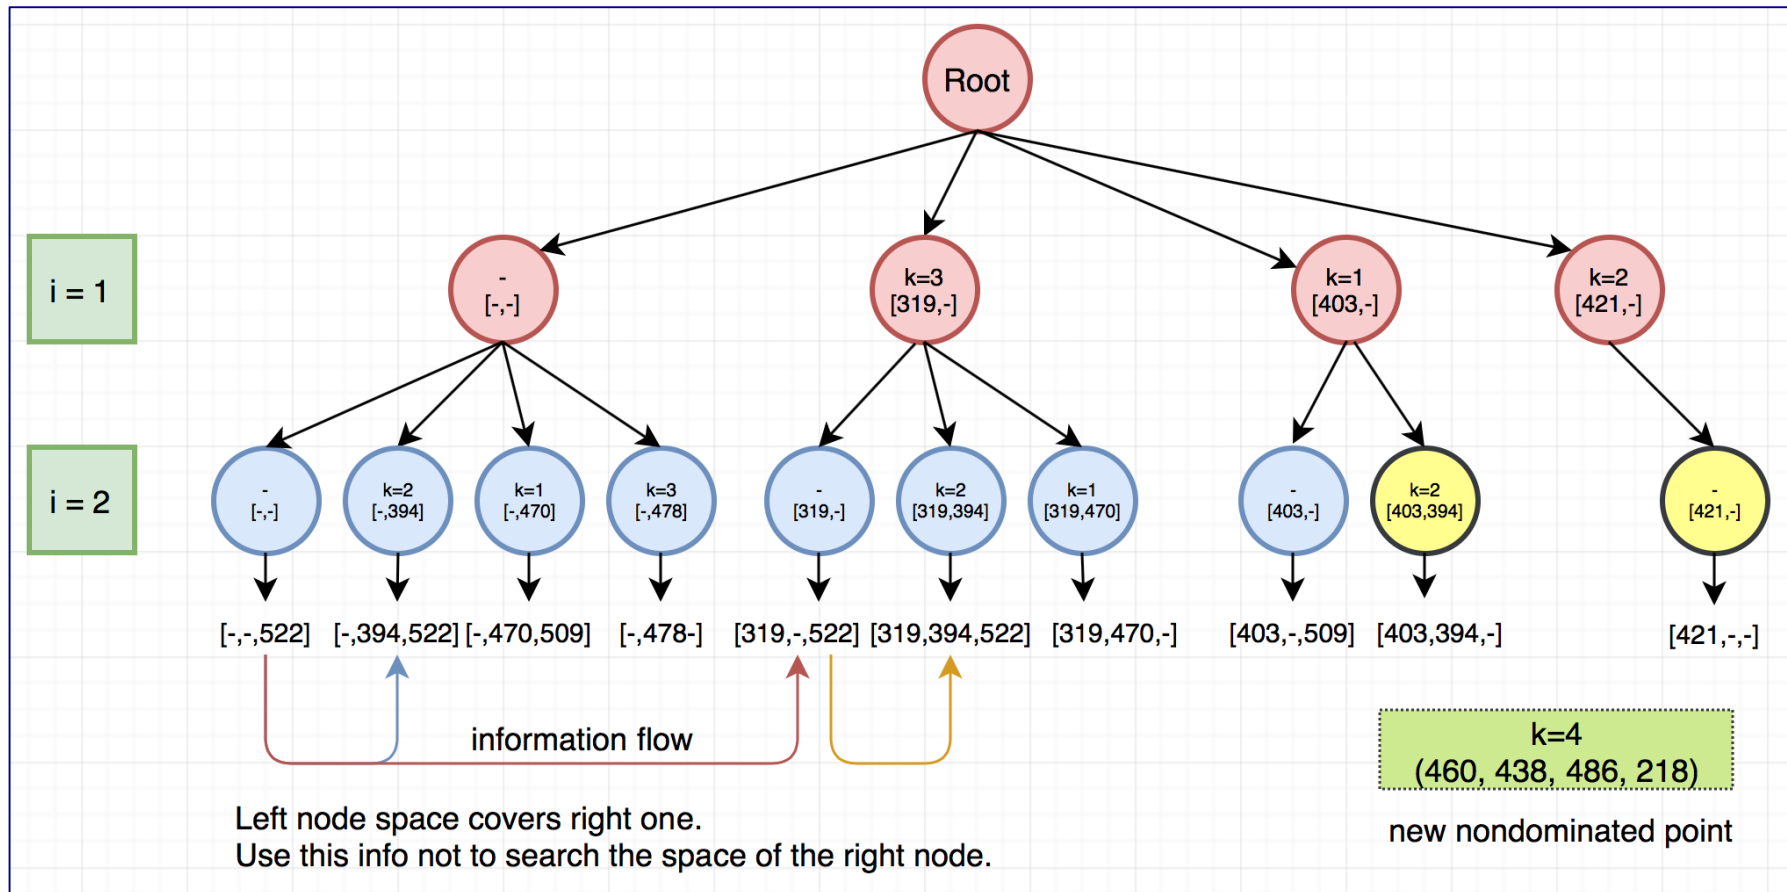 Root
i = 1
-
[-,-]
k=3
[319,-]
k=1
[403,-]
k=2
[421,-]
i = 2
-
[-,-]
k=2
[-,394]
k=1
[-,470]
k=3
[-,478]
-
[319,-]
k=2
[319,394]
k=1
[319,470]
-
[403,-]
k=2
[403,394]
-
[421,-]
[-,-,522]
[-,394,522]
[-,470,509]
[-,478-]
[319,-,522]
[319,394,522]
[319,470,-]
[403,-,509]
[403,394,-]
[421,-,-]
information flow
k=4
(460, 438, 486, 218)
new nondominated point
Left node space covers right one.
Use this info not to search the space of the right node.